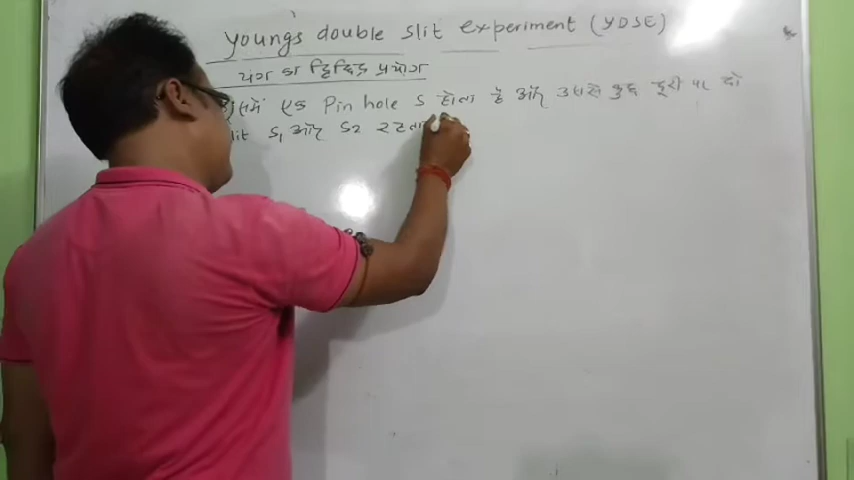 Youngs double slit experiment (YDSE)
यंग का द्विछिद्र प्रयोग
इसमें एक Pin hole S होता है और उससे कुछ दूरी पर दो
slit S1 और S2 रहता